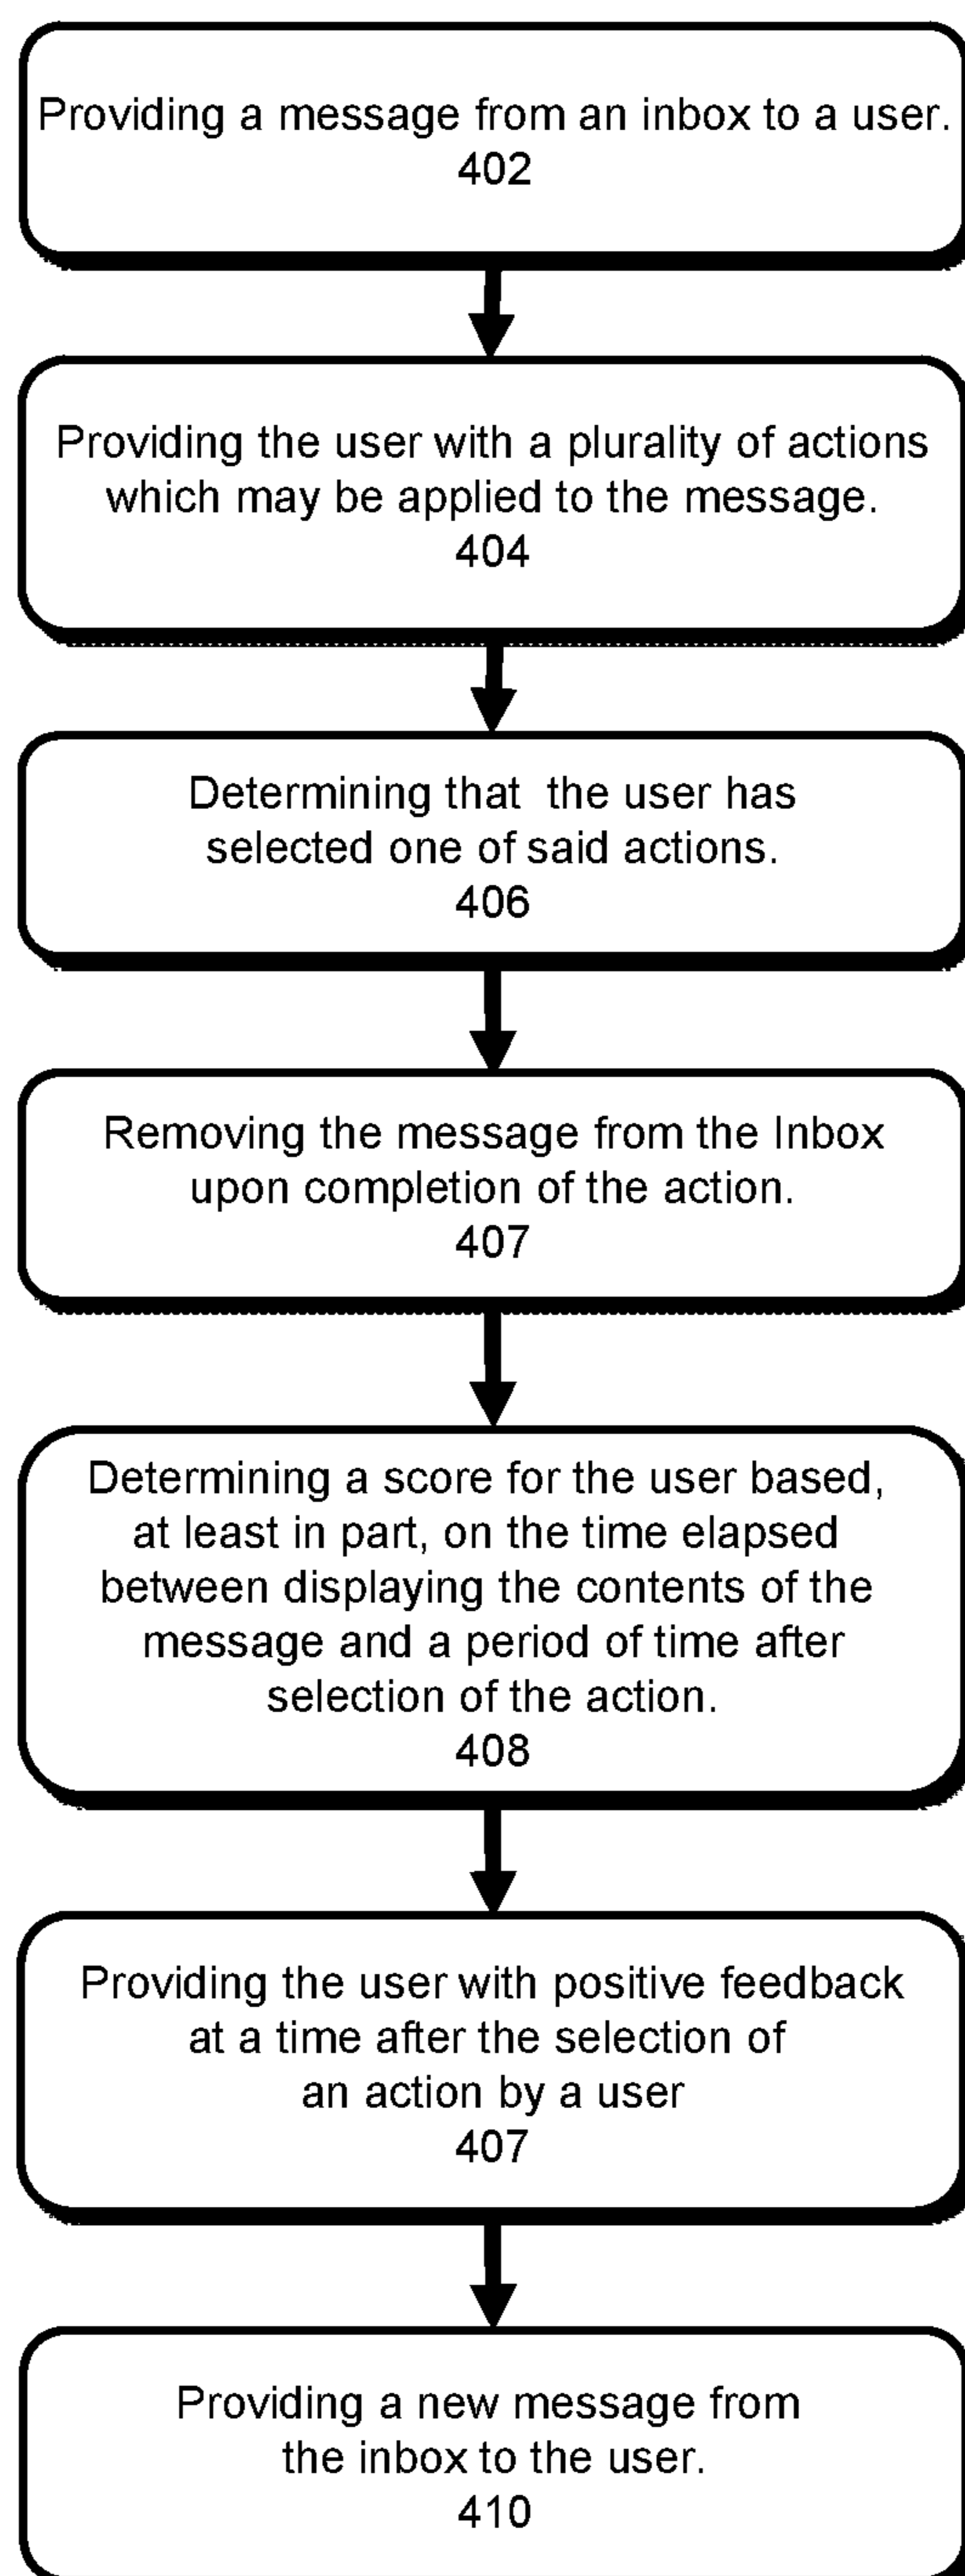 Providing a message from an inbox to a user.
402
Providing the user with a plurality of actions
which may be applied to the message.
404
Determining that  the user has
selected one of said actions.
406
Removing the message from the Inbox
upon completion of the action.
407
Determining a score for the user based,
at least in part, on the time elapsed
between displaying the contents of the
message and a period of time after
selection of the action.
408
Providing the user with positive feedback
at a time after the selection of
an action by a user
407
Providing a new message from
the inbox to the user.
410